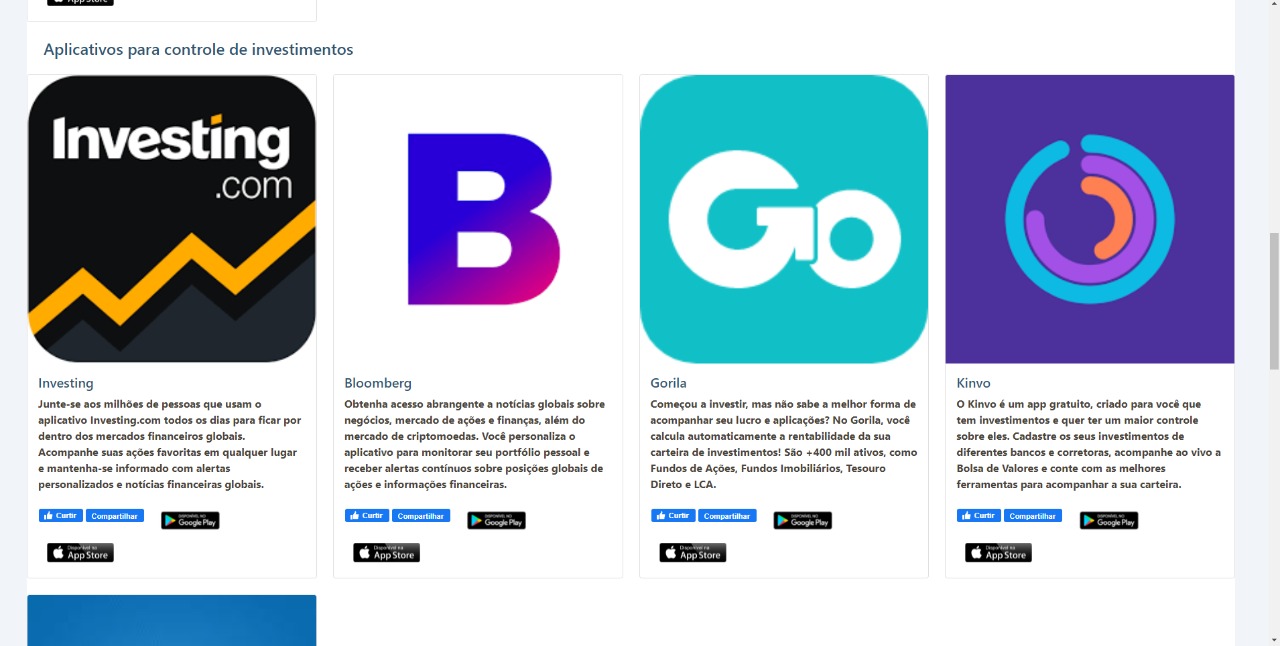 App Store
Aplicativos para controle de investimentos
Investing
.com
B
Go
Investing
Junte-se aos milhões de pessoas que usam o
aplicativo Investing.com todos os dias para ficar por
dentro dos mercados financeiros globais.
Acompanhe suas ações favoritas em qualquer lugar
e mantenha-se informado com alertas
personalizados e notícias financeiras globais.
Curtir Compartilhar DISPONÍVEL NO Google Play
Disponível na App Store
Bloomberg
Obtenha acesso abrangente a notícias globais sobre
negócios, mercado de ações e finanças, além do
mercado de criptomoedas. Você personaliza o
aplicativo para monitorar seu portfólio pessoal e
receber alertas contínuos sobre posições globais de
ações e informações financeiras.
Curtir Compartilhar DISPONÍVEL NO Google Play
Disponível na App Store
Gorila
Começou a investir, mas não sabe a melhor forma de
acompanhar seu lucro e aplicações? No Gorila, você
calcula automaticamente a rentabilidade da sua
carteira de investimentos! São +400 mil ativos, como
Fundos de Ações, Fundos Imobiliários, Tesouro
Direto e LCA.
Curtir Compartilhar DISPONÍVEL NO Google Play
Disponível na App Store
Kinvo
O Kinvo é um app gratuito, criado para você que
tem investimentos e quer ter um maior controle
sobre eles. Cadastre os seus investimentos de
diferentes bancos e corretoras, acompanhe ao vivo a
Bolsa de Valores e conte com as melhores
ferramentas para acompanhar a sua carteira.
Curtir Compartilhar DISPONÍVEL NO Google Play
Disponível na App Store